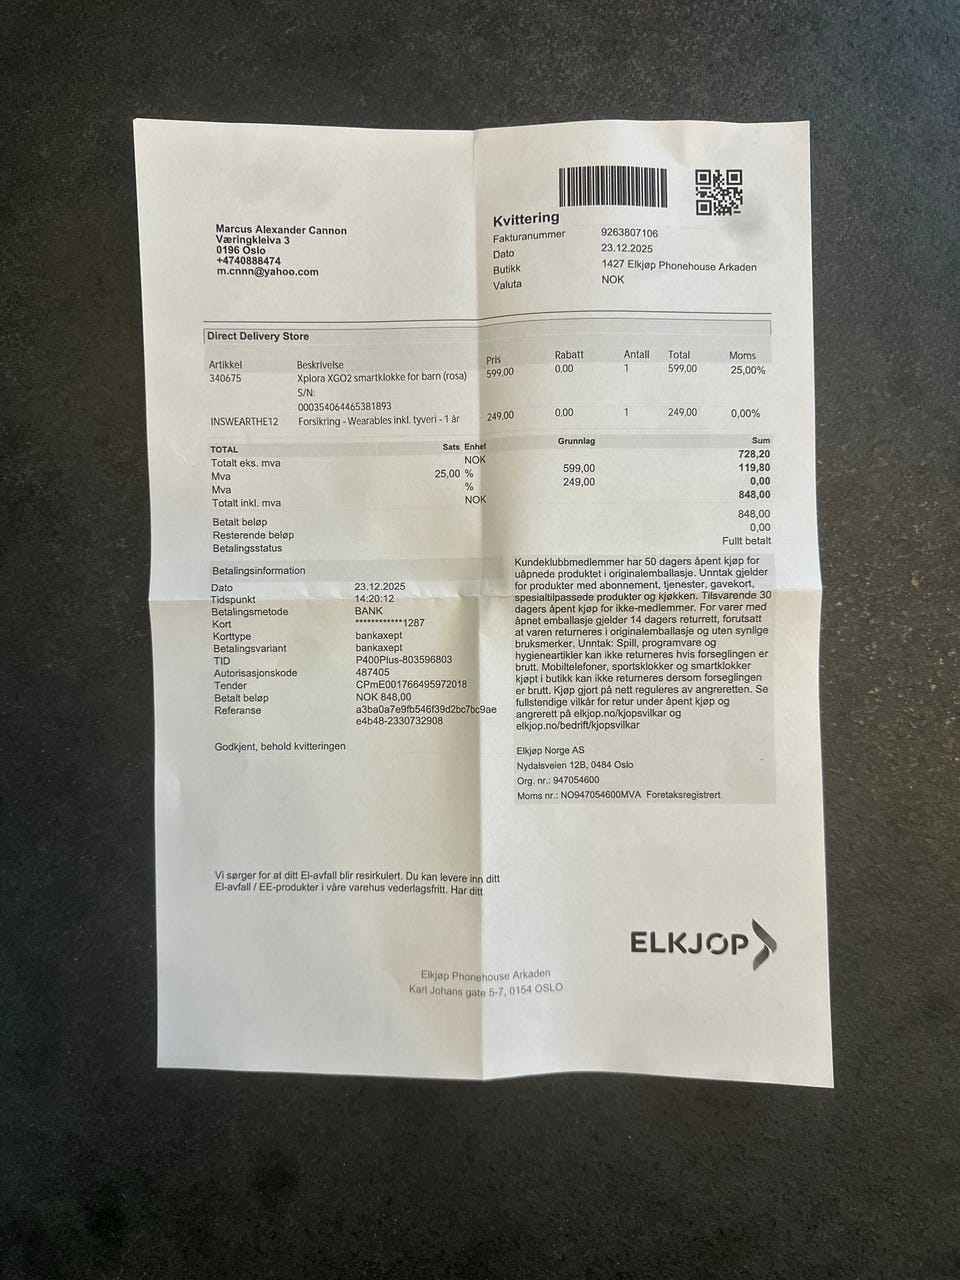 Kvittering
Fakturanummer 9263807106
Dato 23.12.2025
Butikk 1427 Elkjøp Phonehouse Arkaden
Valuta NOK
Marcus Alexander Cannon
Væringkleiva 3
0196 Oslo
+4740888474
m.cnnn@yahoo.com
Direct Delivery Store
Artikkel Beskrivelse Pris Rabatt Antall Total Moms
340675 Xplora XGO2 smartklokke for barn (rosa) 599,00 0,00 1 599,00 25,00%
S/N:
000354064465381893
INSWEARTHE12 Forsikring - Wearables inkl. tyveri - 1 år 249,00 0,00 1 249,00 0,00%
TOTAL Sats Enhet Grunnlag Sum
Totalt eks. mva NOK 728,20
Mva 25,00 % 599,00 119,80
Mva % 249,00 0,00
Totalt inkl. mva NOK 848,00
Betalt beløp 848,00
Resterende beløp 0,00
Betalingsstatus Fullt betalt
Betalingsinformation
Dato 23.12.2025
Tidspunkt 14:20:12
Betalingsmetode BANK
Kort ************1287
Korttype bankaxept
Betalingsvariant bankaxept
TID P400Plus-803596803
Autorisasjonskode 487405
Tender CPmE001766495972018
Betalt beløp NOK 848,00
Referanse a3ba0a7e9fb546f39d2bc7bc9ae
e4b48-2330732908
Godkjent, behold kvitteringen
Kundeklubbmedlemmer har 50 dagers åpent kjøp for
uåpnede produktet i originalemballasje. Unntak gjelder
for produkter med abonnement, tjenester, gavekort,
spesialtilpassede produkter og kjøkken. Tilsvarende 30
dagers åpent kjøp for ikke-medlemmer. For varer med
åpnet emballasje gjelder 14 dagers returrett, forutsatt
at varen returneres i originalemballasje og uten synlige
bruksmerker. Unntak: Spill, programvare og
hygieneartikler kan ikke returneres hvis forseglingen er
brutt. Mobiltelefoner, sportsklokker og smartklokker
kjøpt i butikk kan ikke returneres dersom forseglingen
er brutt. Kjøp gjort på nett reguleres av angreretten. Se
fullstendige vilkår for retur under åpent kjøp og
angrerett på elkjop.no/kjopsvilkar og
elkjop.no/bedrift/kjopsvilkar
Elkjøp Norge AS
Nydalsveien 12B, 0484 Oslo
Org. nr.: 947054600
Moms nr.: NO947054600MVA Foretaksregistrert
Vi sørger for at ditt El-avfall blir resirkulert. Du kan levere inn ditt
El-avfall / EE-produkter i våre varehus vederlagsfritt. Har ditt
ELKJOP
Elkjøp Phonehouse Arkaden
Karl Johans gate 5-7, 0154 OSLO